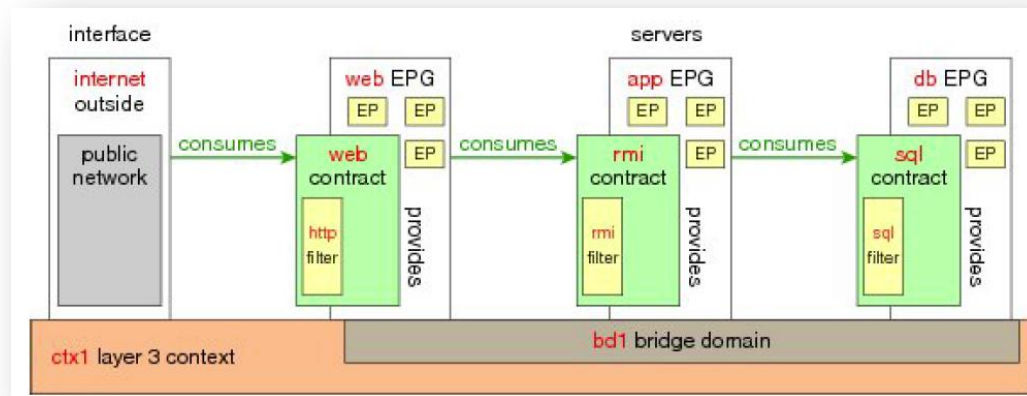 interface
servers
internet
outside
public
network
consumes
web EPG
EP EP
EP
web
contract
http
filter
provides
consumes
app EPG
EP EP
EP
rmi
contract
rmi
filter
provides
consumes
db EPG
EP EP
EP
sql
contract
sql
filter
provides
ctx1 layer 3 context
bd1 bridge domain